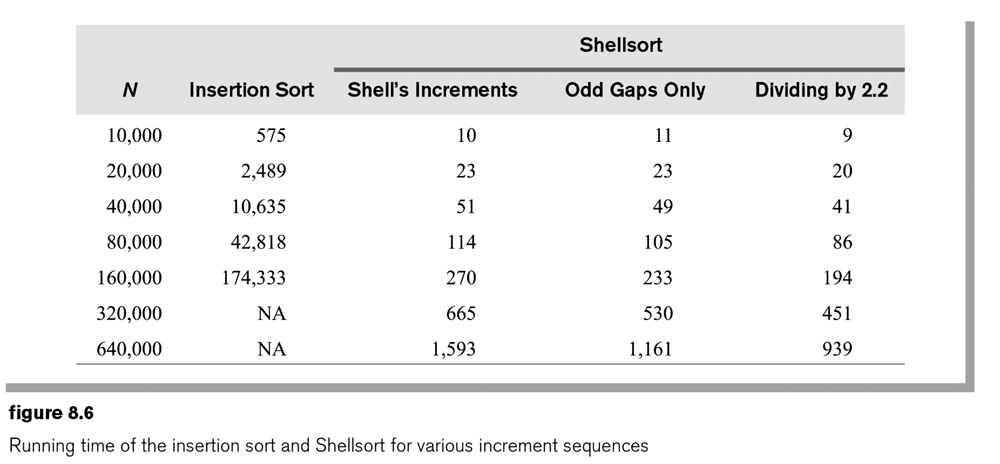 Shellsort
N Insertion Sort Shell's Increments Odd Gaps Only Dividing by 2.2
10,000 575 10 11 9
20,000 2,489 23 23 20
40,000 10,635 51 49 41
80,000 42,818 114 105 86
160,000 174,333 270 233 194
320,000 NA 665 530 451
640,000 NA 1,593 1,161 939
figure 8.6
Running time of the insertion sort and Shellsort for various increment sequences